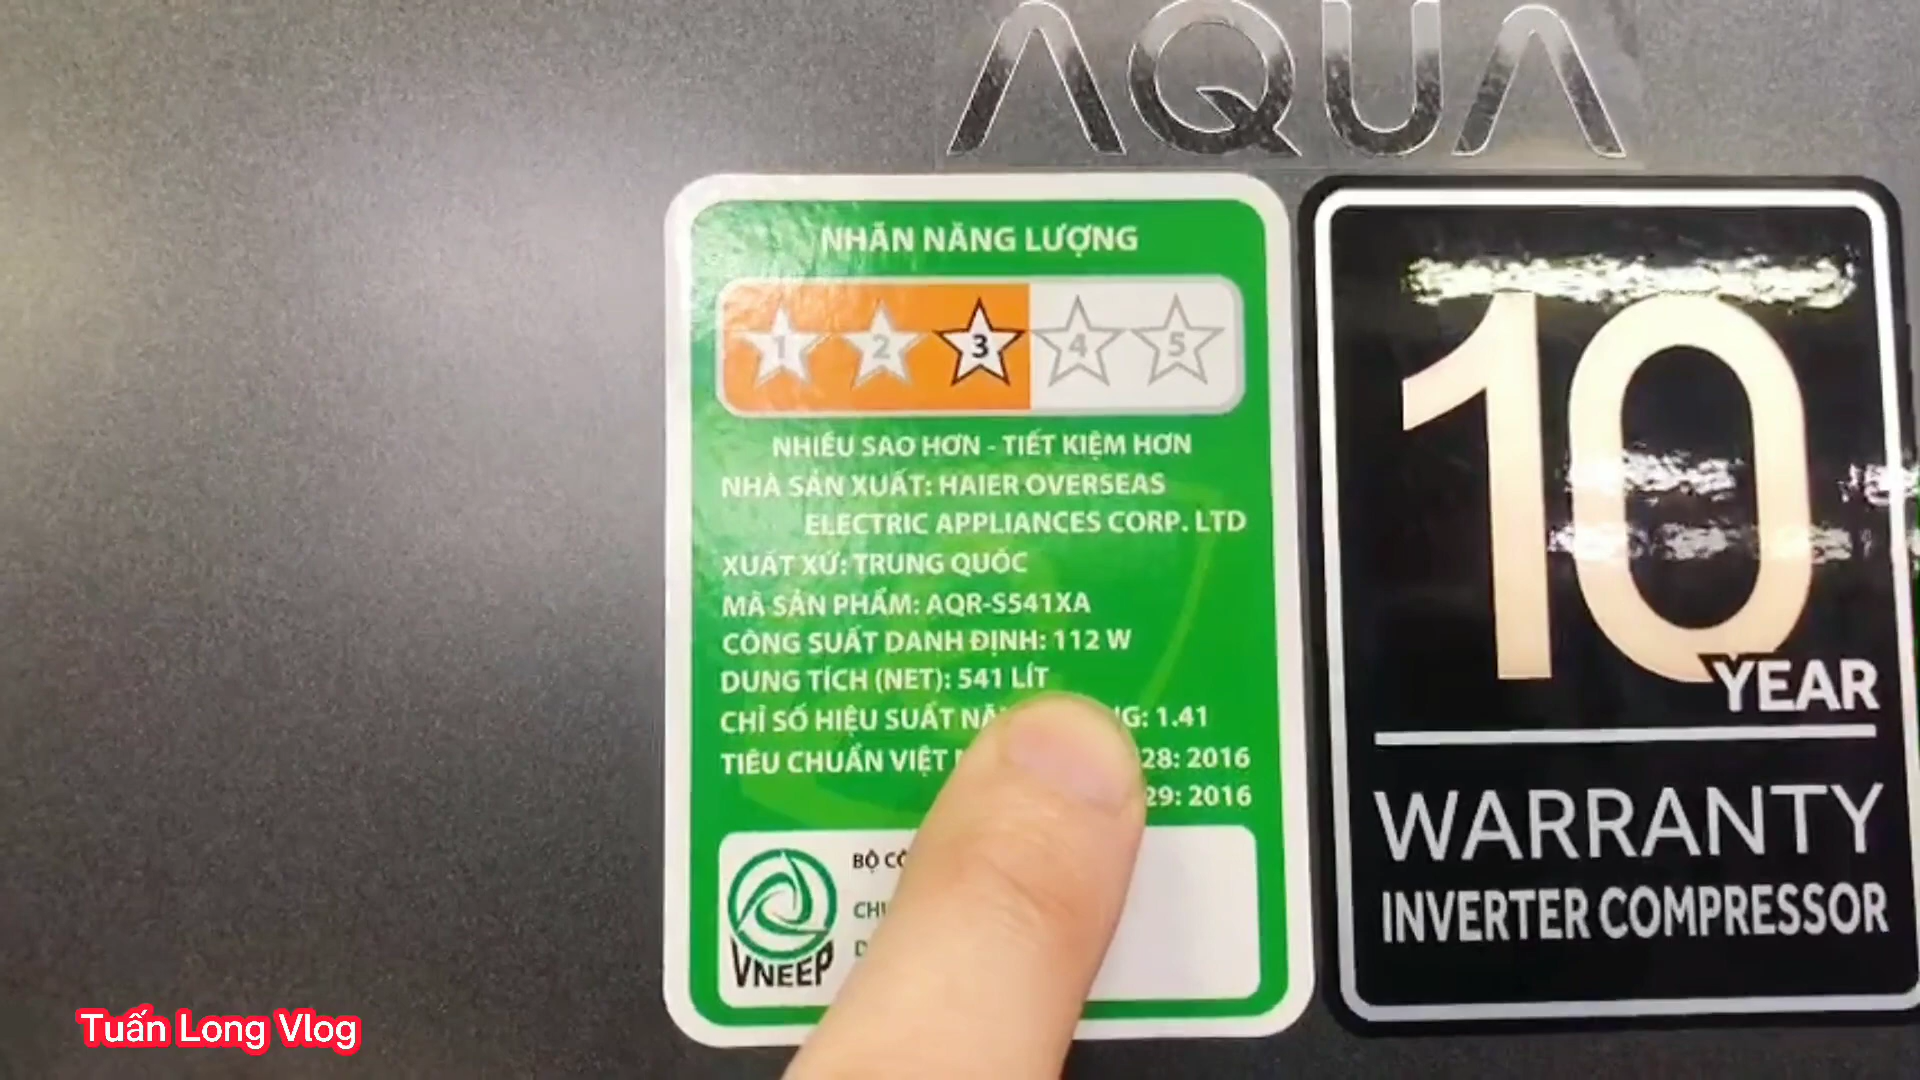 AQUA
NHÃN NĂNG LƯỢNG
1 2 3 4 5
NHIỀU SAO HƠN - TIẾT KIỆM HƠN
NHÀ SẢN XUẤT: HAIER OVERSEAS
ELECTRIC APPLIANCES CORP. LTD
XUẤT XỨ: TRUNG QUỐC
MÃ SẢN PHẨM: AQR-S541XA
CÔNG SUẤT DANH ĐỊNH: 112 W
DUNG TÍCH (NET): 541 LÍT
CHỈ SỐ HIỆU SUẤT : 1.41
TIÊU CHUẨN VIỆT 28: 2016
29: 2016
BỘ
VNEEP
10
YEAR
WARRANTY
INVERTER COMPRESSOR
Tuấn Long Vlog